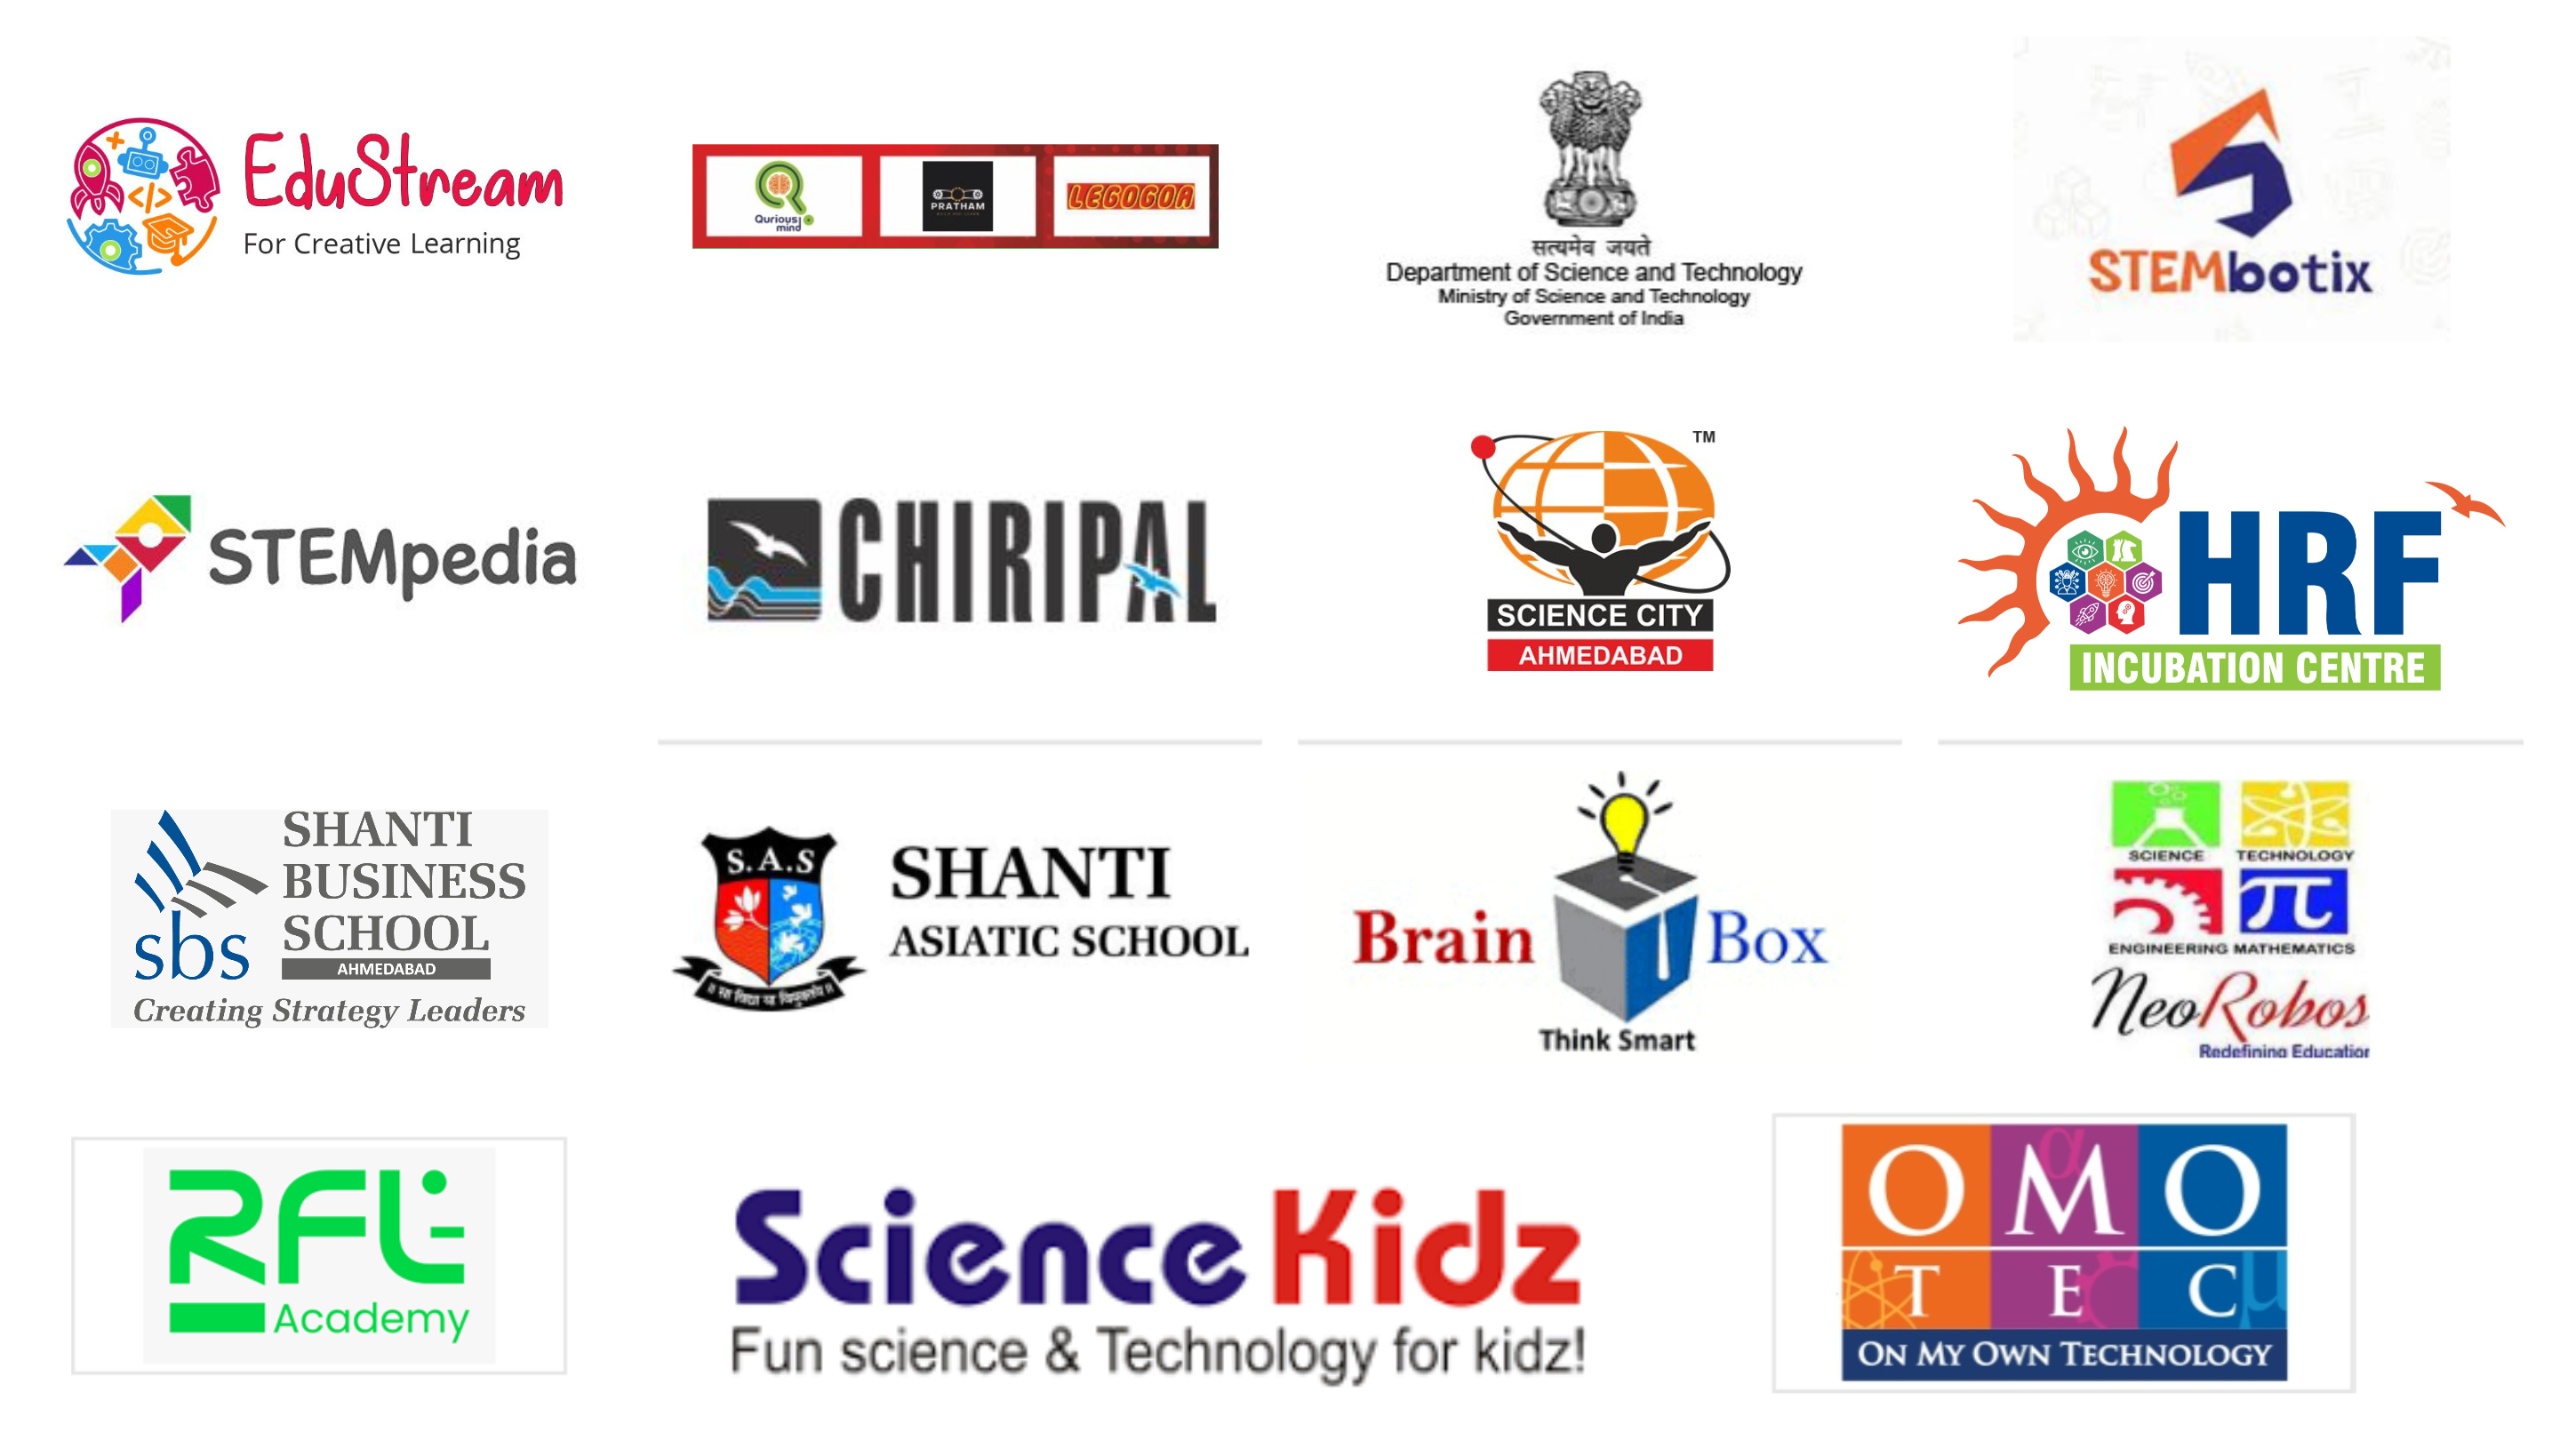 EduStream
For Creative Learning
Qurious
mind
PRATHAM
LEGOGOA
सत्यमेव जयते
Department of Science and Technology
Ministry of Science and Technology
Government of India
STEMbotix
STEMpedia
CHIRIPAL
TM
SCIENCE CITY
AHMEDABAD
HRF
INCUBATION CENTRE
sbs
SHANTI
BUSINESS
SCHOOL
AHMEDABAD
Creating Strategy Leaders
S.A.S
SHANTI
ASIATIC SCHOOL
॥ सा विद्या या विमुक्तये ॥
Brain Box
Think Smart
SCIENCE TECHNOLOGY
π
ENGINEERING MATHEMATICS
NeoRobos
Redefining Education
RFL
Academy
Science Kidz
Fun science & Technology for kidz!
OMO
α
TEC
μ
ON MY OWN TECHNOLOGY